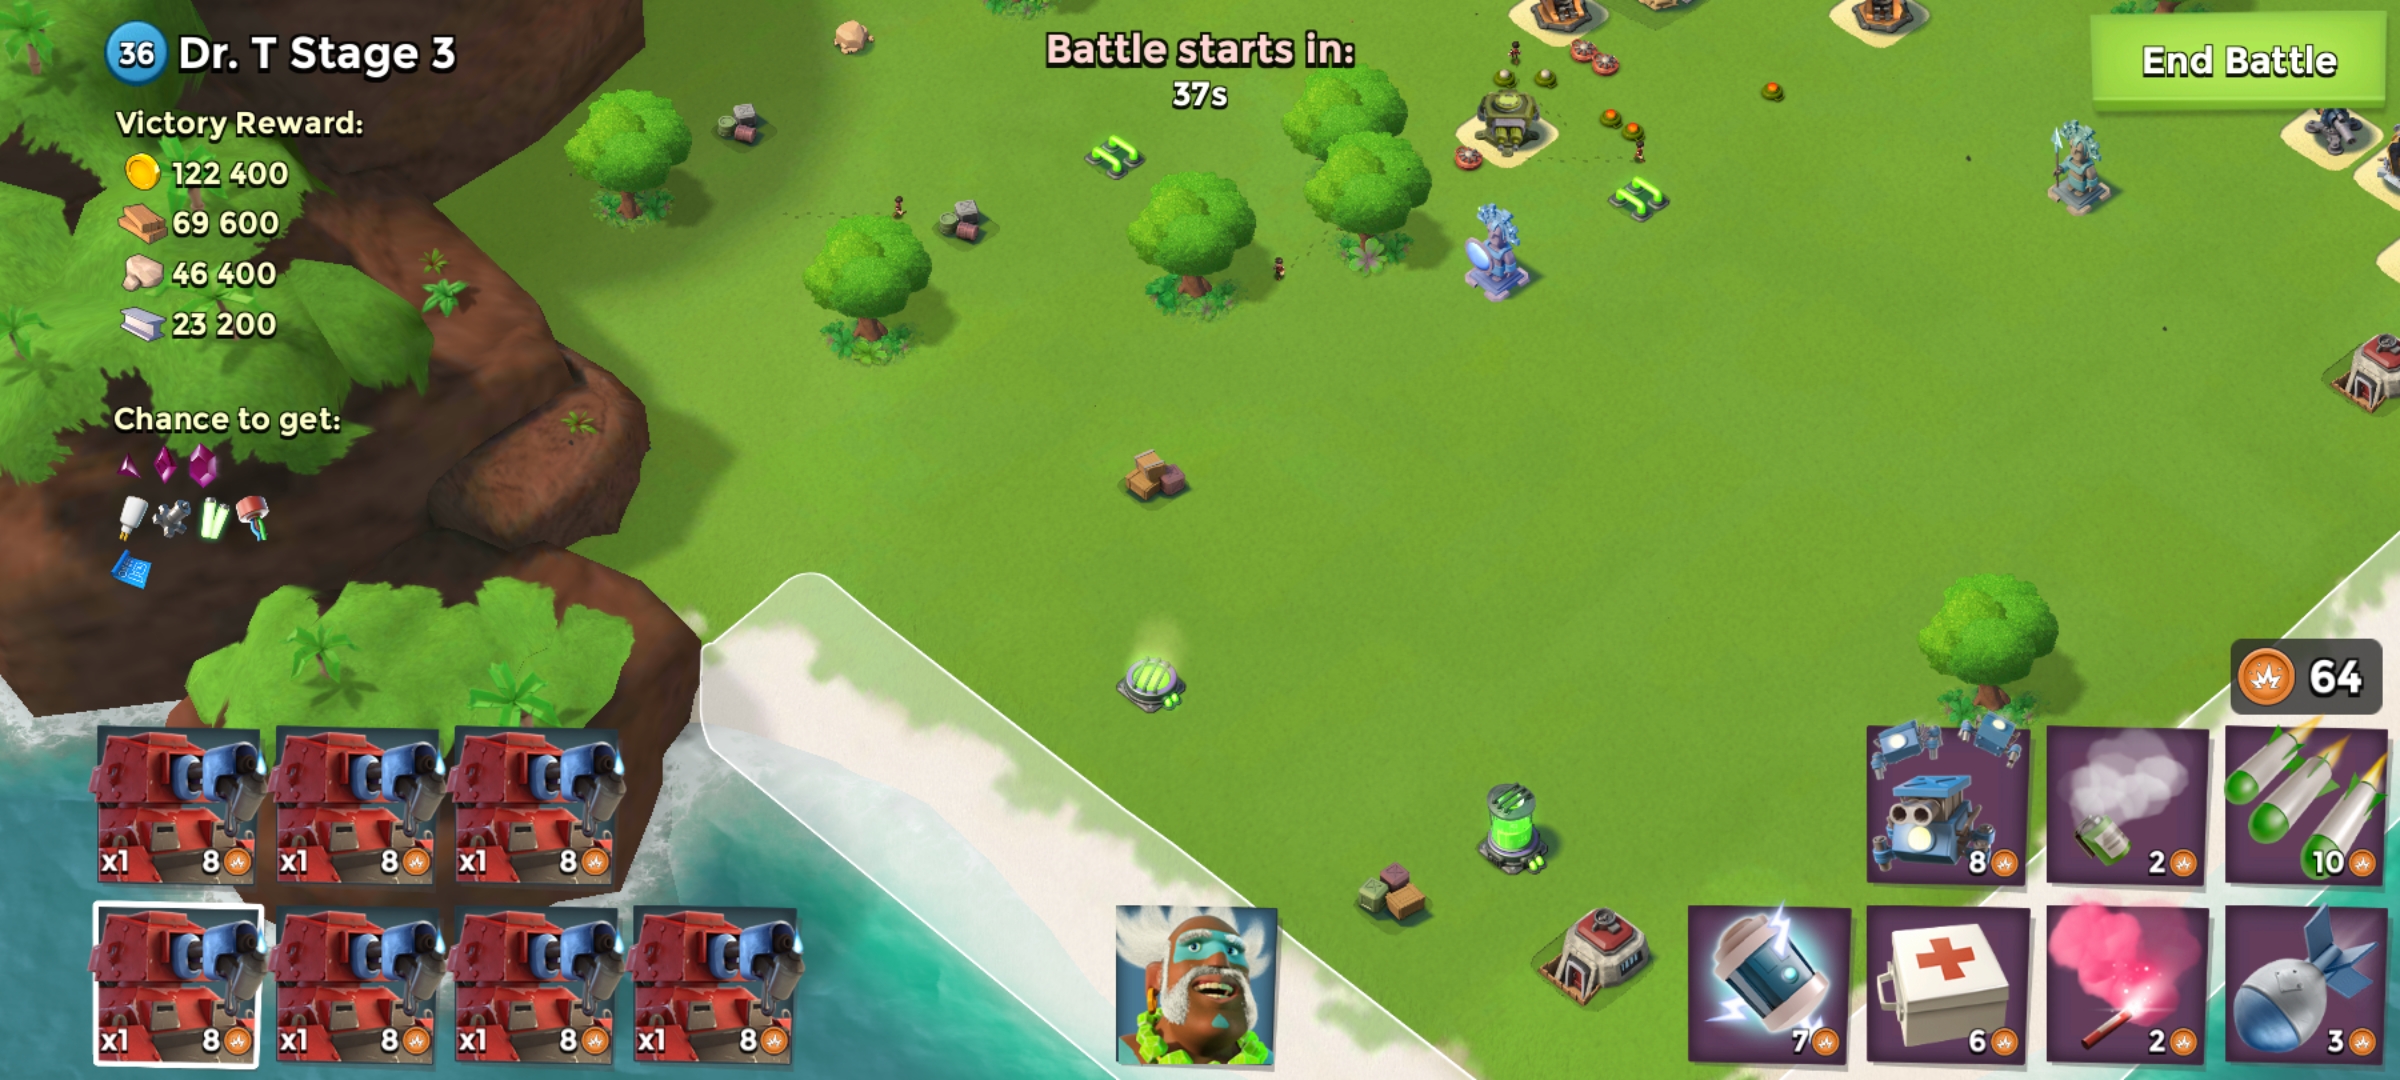 36 Dr. T Stage 3
Battle starts in:
37s
End Battle
Victory Reward:
122 400
69 600
46 400
23 200
Chance to get:
64
x1 8
x1 8
x1 8
8
2
10
x1 8
x1 8
x1 8
x1 8
7
6
2
3